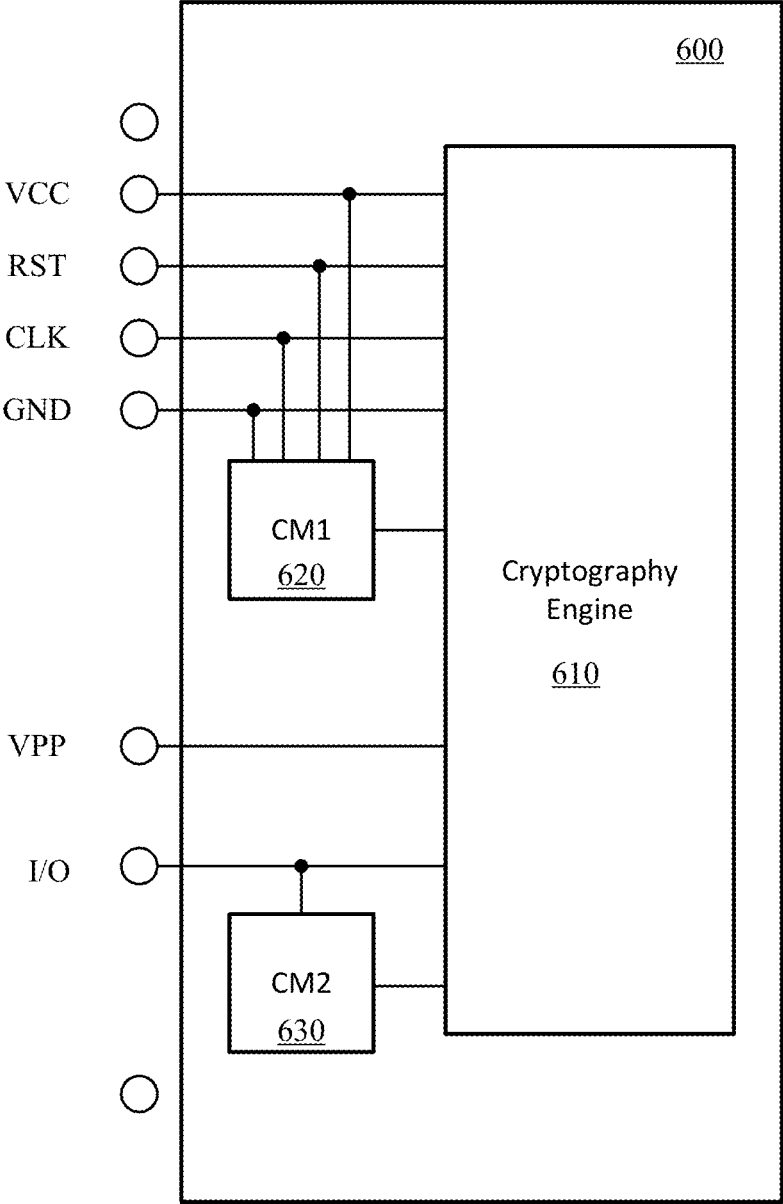 600
VCC
RST
CLK
GND
CM1
620
Cryptography
Engine
610
VPP
I/O
CM2
630